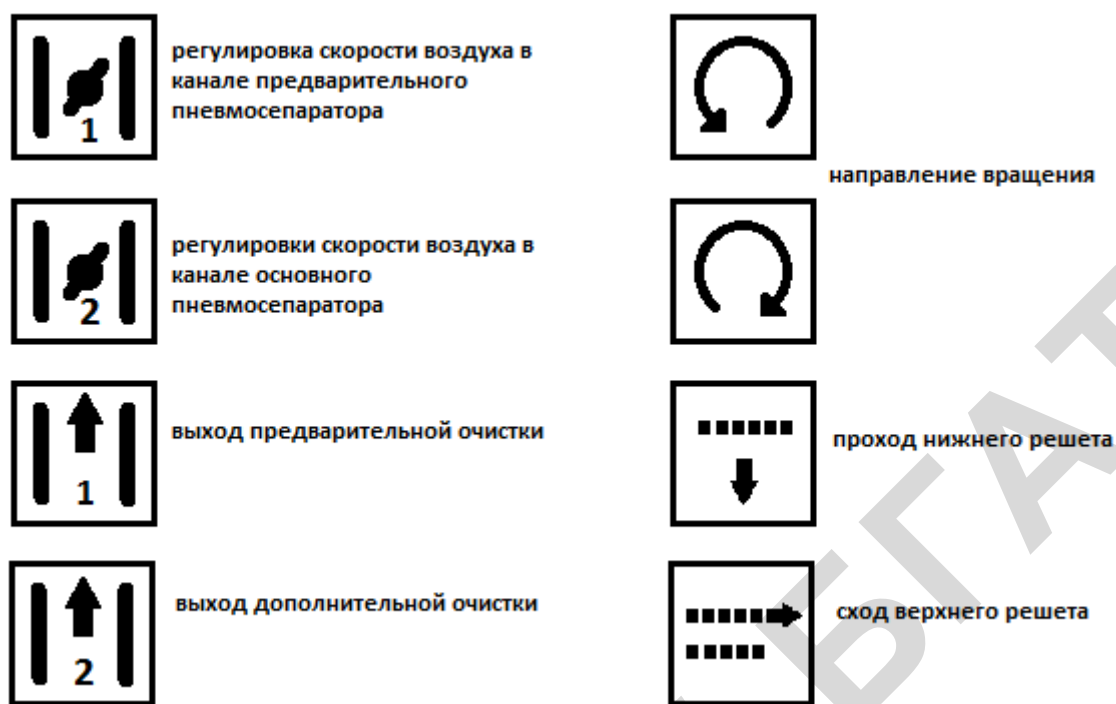 1
регулировка скорости воздуха в
канале предварительного
пневмосепаратора
2
регулировки скорости воздуха в
канале основного
пневмосепаратора
1
выход предварительной очистки
2
выход дополнительной очистки
направление вращения
проход нижнего решета
сход верхнего решета
БГАТ